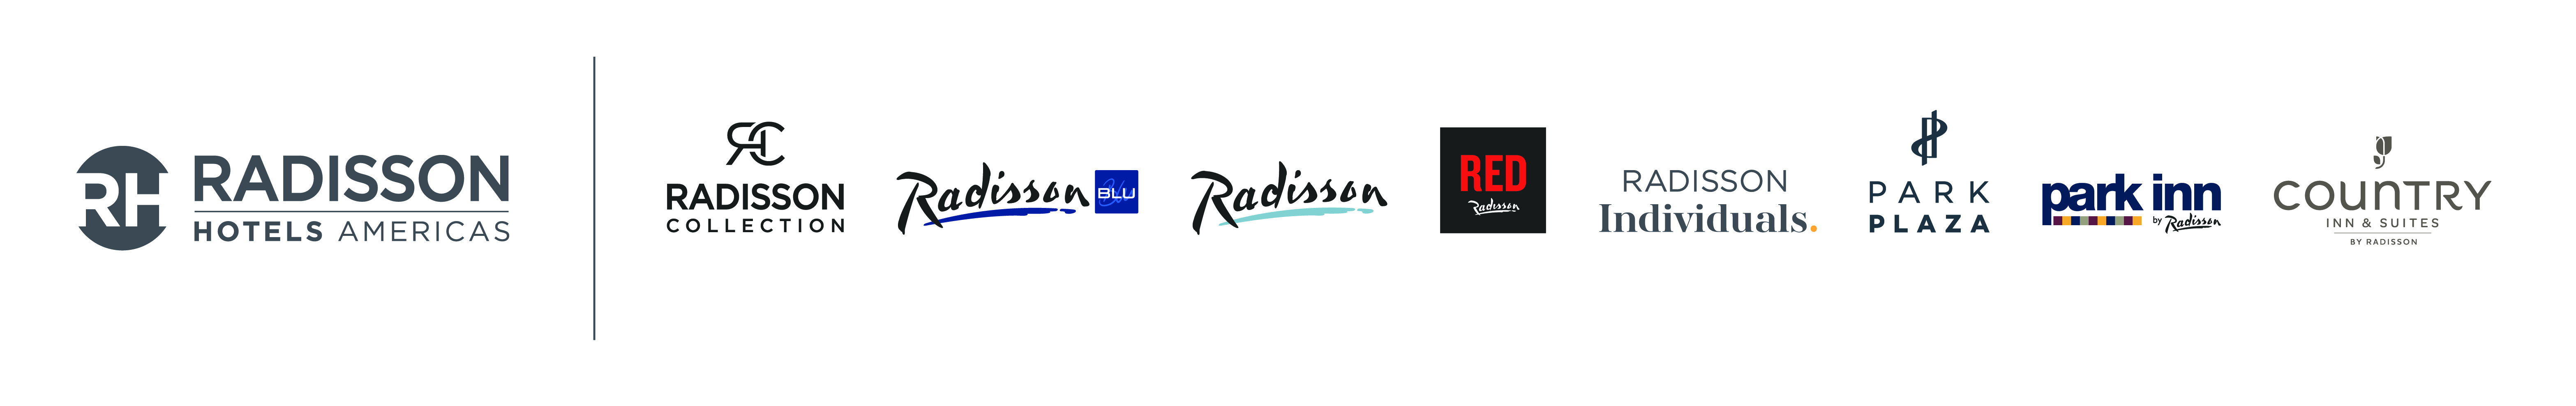 RH
RADISSON
HOTELS AMERICAS
RC
RADISSON
COLLECTION
Radisson
BLU
Blu
Radisson
RED
Radisson
RADISSON
Individuals.
PARK
PLAZA
park inn
by Radisson
COUNTRY
INN & SUITES
BY RADISSON